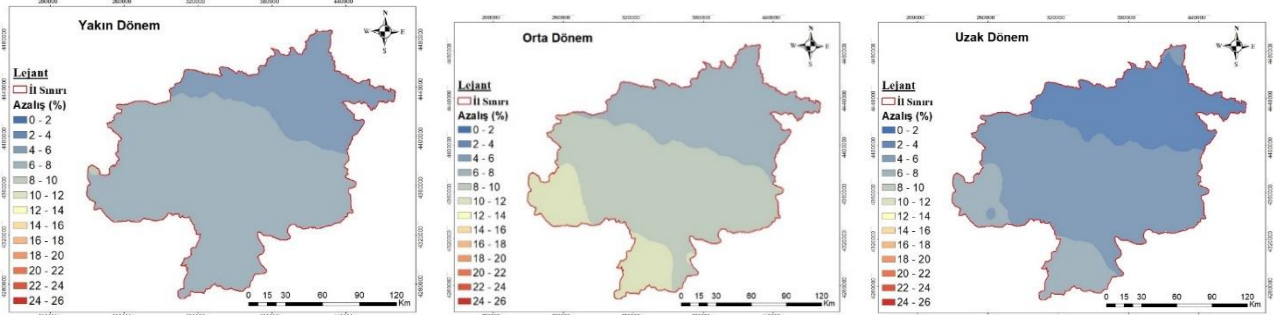 Yakın Dönem
N
W E
S
Lejant
İl Sınırı
Azalış (%)
0 - 2
2 - 4
4 - 6
6 - 8
8 - 10
10 - 12
12 - 14
14 - 16
16 - 18
18 - 20
20 - 22
22 - 24
24 - 26
0 15 30 60 90 120
Km
Orta Dönem
N
W E
S
Lejant
İl Sınırı
Azalış (%)
0 - 2
2 - 4
4 - 6
6 - 8
8 - 10
10 - 12
12 - 14
14 - 16
16 - 18
18 - 20
20 - 22
22 - 24
24 - 26
0 15 30 60 90 120
Km
Uzak Dönem
N
W E
S
Lejant
İl Sınırı
Azalış (%)
0 - 2
2 - 4
4 - 6
6 - 8
8 - 10
10 - 12
12 - 14
14 - 16
16 - 18
18 - 20
20 - 22
22 - 24
24 - 26
0 15 30 60 90 120
Km